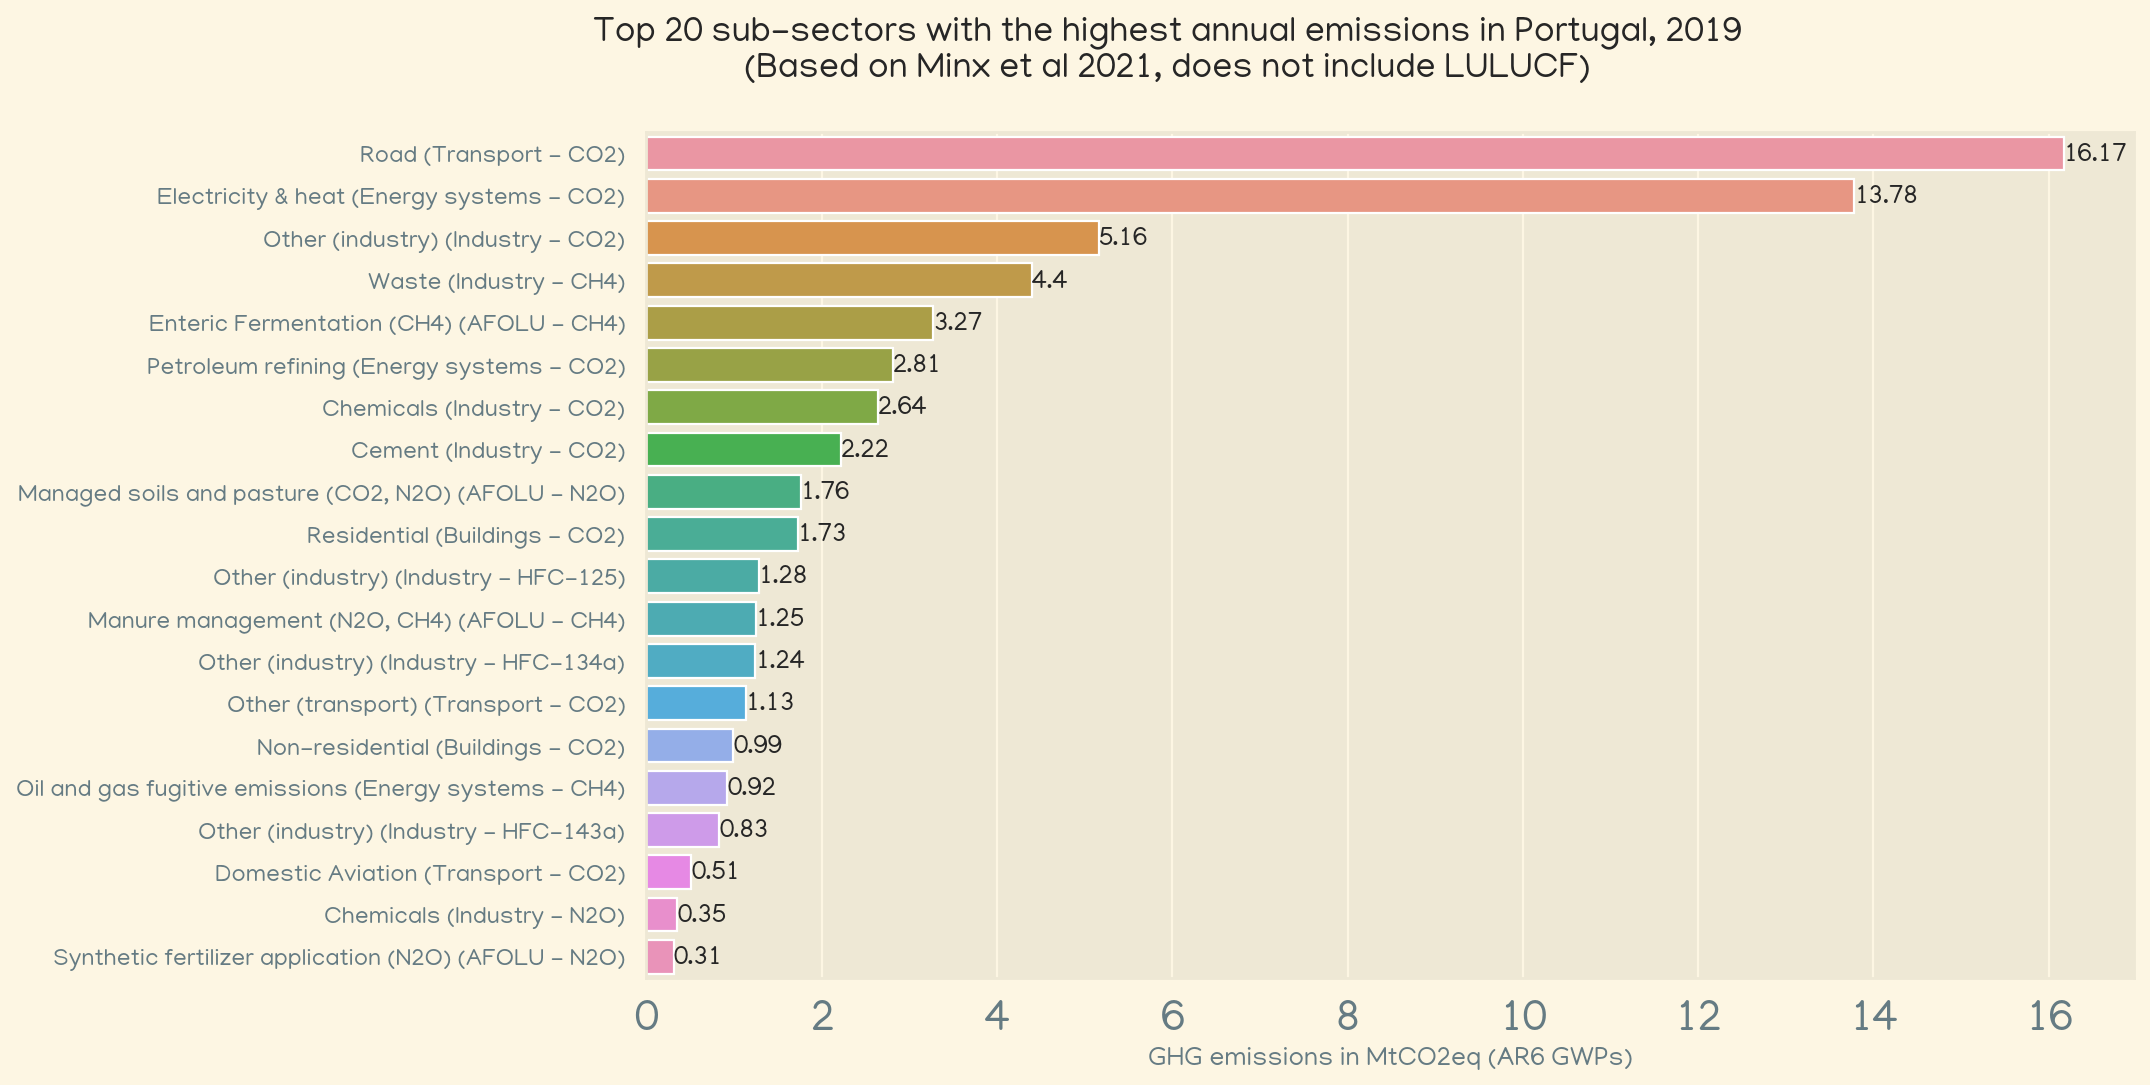 Top 20 sub-sectors with the highest annual emissions in Portugal, 2019
(Based on Minx et al 2021, does not include LULUCF)
Road (Transport - CO2) 16.17
Electricity & heat (Energy systems - CO2) 13.78
Other (industry) (Industry - CO2) 5.16
Waste (Industry - CH4) 4.4
Enteric Fermentation (CH4) (AFOLU - CH4) 3.27
Petroleum refining (Energy systems - CO2) 2.81
Chemicals (Industry - CO2) 2.64
Cement (Industry - CO2) 2.22
Managed soils and pasture (CO2, N2O) (AFOLU - N2O) 1.76
Residential (Buildings - CO2) 1.73
Other (industry) (Industry - HFC-125) 1.28
Manure management (N2O, CH4) (AFOLU - CH4) 1.25
Other (industry) (Industry - HFC-134a) 1.24
Other (transport) (Transport - CO2) 1.13
Non-residential (Buildings - CO2) 0.99
Oil and gas fugitive emissions (Energy systems - CH4) 0.92
Other (industry) (Industry - HFC-143a) 0.83
Domestic Aviation (Transport - CO2) 0.51
Chemicals (Industry - N2O) 0.35
Synthetic fertilizer application (N2O) (AFOLU - N2O) 0.31
0 2 4 6 8 10 12 14 16
GHG emissions in MtCO2eq (AR6 GWPs)